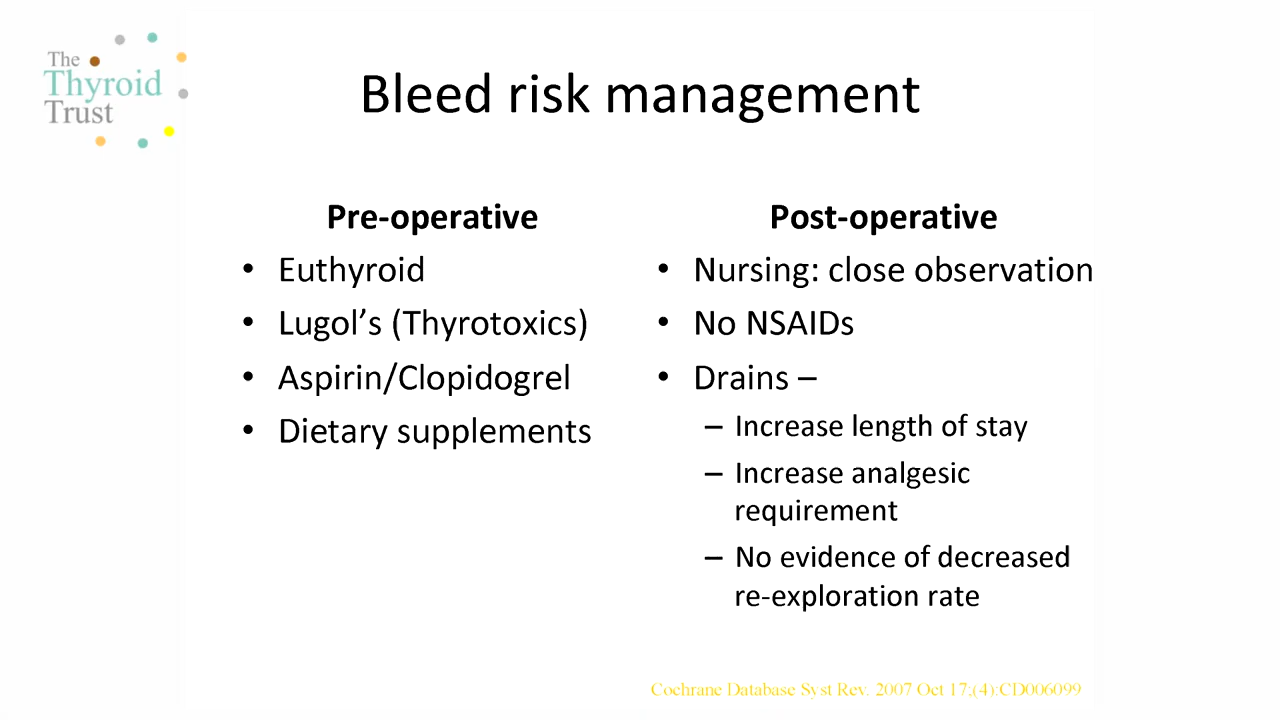 The
Thyroid
Trust
Bleed risk management
Pre-operative
• Euthyroid
• Lugol’s (Thyrotoxics)
• Aspirin/Clopidogrel
• Dietary supplements
Post-operative
• Nursing: close observation
• No NSAIDs
• Drains –
– Increase length of stay
– Increase analgesic
requirement
– No evidence of decreased
re-exploration rate
Cochrane Database Syst Rev. 2007 Oct 17;(4):CD006099